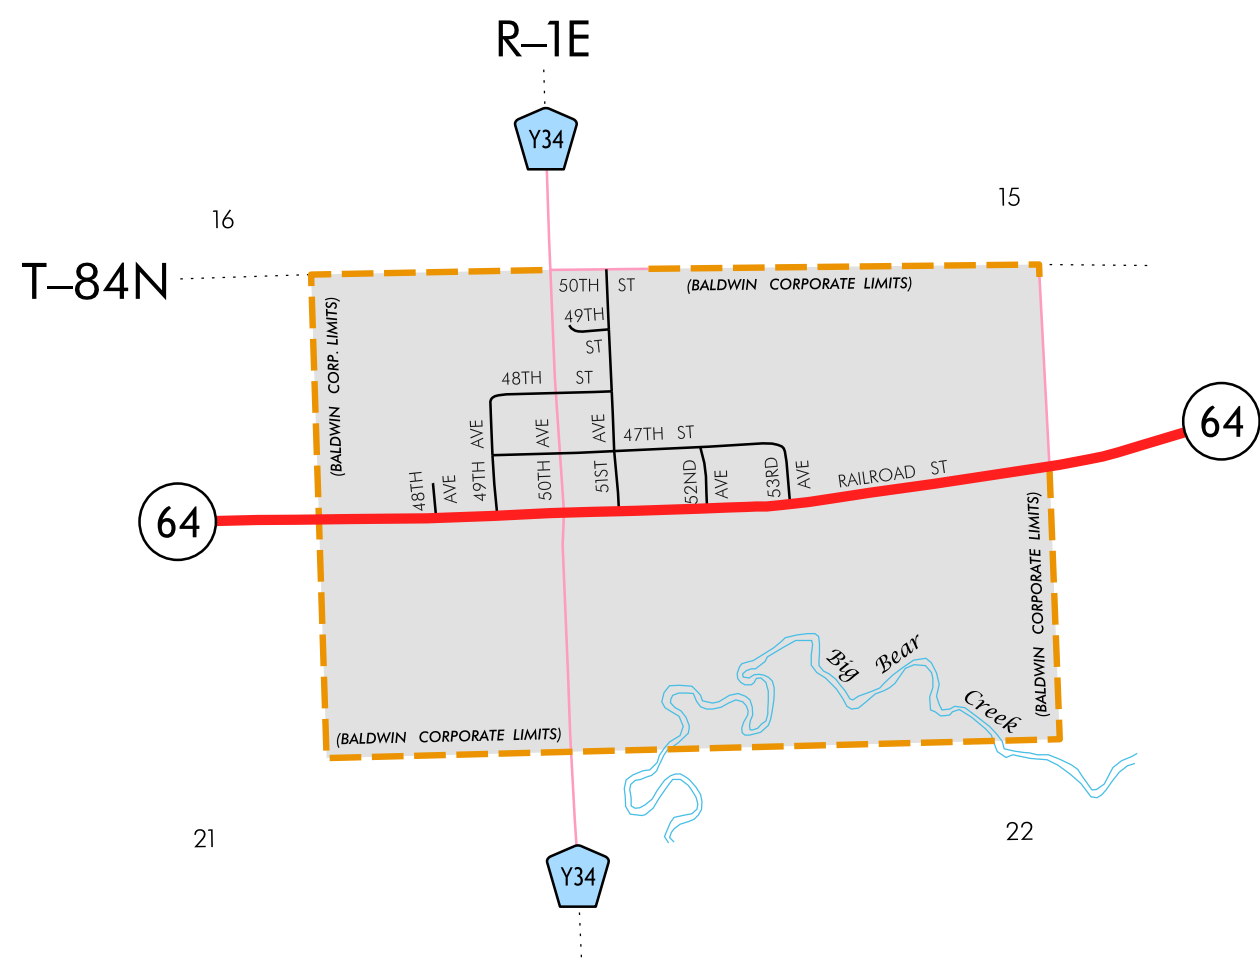 R–1E
Y34
16
15
T–84N
50TH ST
(BALDWIN CORPORATE LIMITS)
(BALDWIN CORP. LIMITS)
49TH
ST
48TH ST
64
49TH AVE
50TH AVE
51ST AVE
47TH ST
48TH
AVE
52ND
AVE
53RD
AVE
RAILROAD ST
64
(BALDWIN CORPORATE LIMITS)
Big Bear Creek
(BALDWIN CORPORATE LIMITS)
21
22
Y34